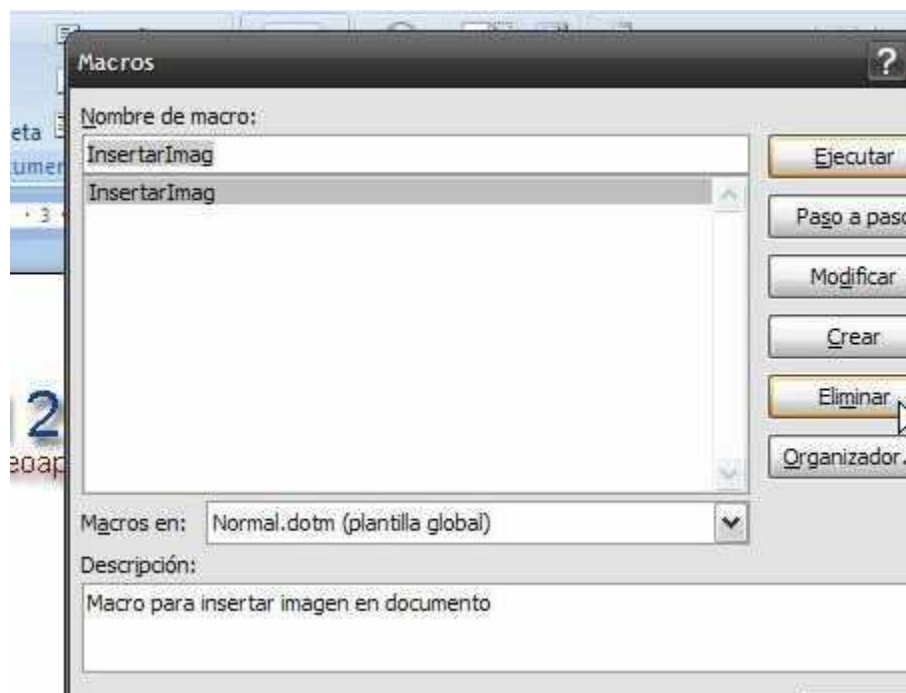 Macros
?
Nombre de macro:
InsertarImag
InsertarImag
Ejecutar
Paso a paso
Modificar
Crear
Eliminar
Organizador.
Macros en: Normal.dotm (plantilla global)
Descripción:
Macro para insertar imagen en documento
eta
umen
3
2
eoap